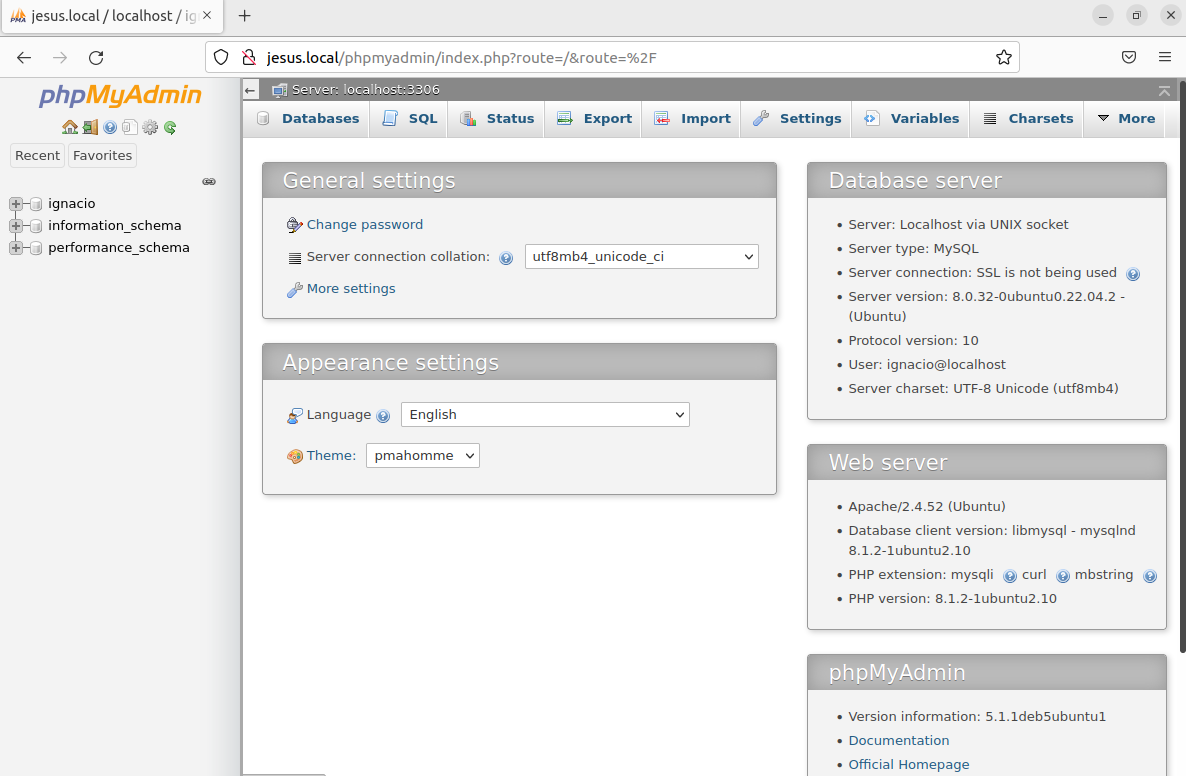 jesus.local / localhost / ig
jesus.local/phpmyadmin/index.php?route=/&route=%2F
phpMyAdmin
Recent Favorites
ignacio
information_schema
performance_schema
Server: localhost:3306
Databases SQL Status Export Import Settings Variables Charsets More
General settings
Change password
Server connection collation: utf8mb4_unicode_ci
More settings
Appearance settings
Language English
Theme: pmahomme
Database server
• Server: Localhost via UNIX socket
• Server type: MySQL
• Server connection: SSL is not being used
• Server version: 8.0.32-0ubuntu0.22.04.2 -
(Ubuntu)
• Protocol version: 10
• User: ignacio@localhost
• Server charset: UTF-8 Unicode (utf8mb4)
Web server
• Apache/2.4.52 (Ubuntu)
• Database client version: libmysql - mysqlnd
8.1.2-1ubuntu2.10
• PHP extension: mysqli curl mbstring
• PHP version: 8.1.2-1ubuntu2.10
phpMyAdmin
• Version information: 5.1.1deb5ubuntu1
• Documentation
• Official Homepage